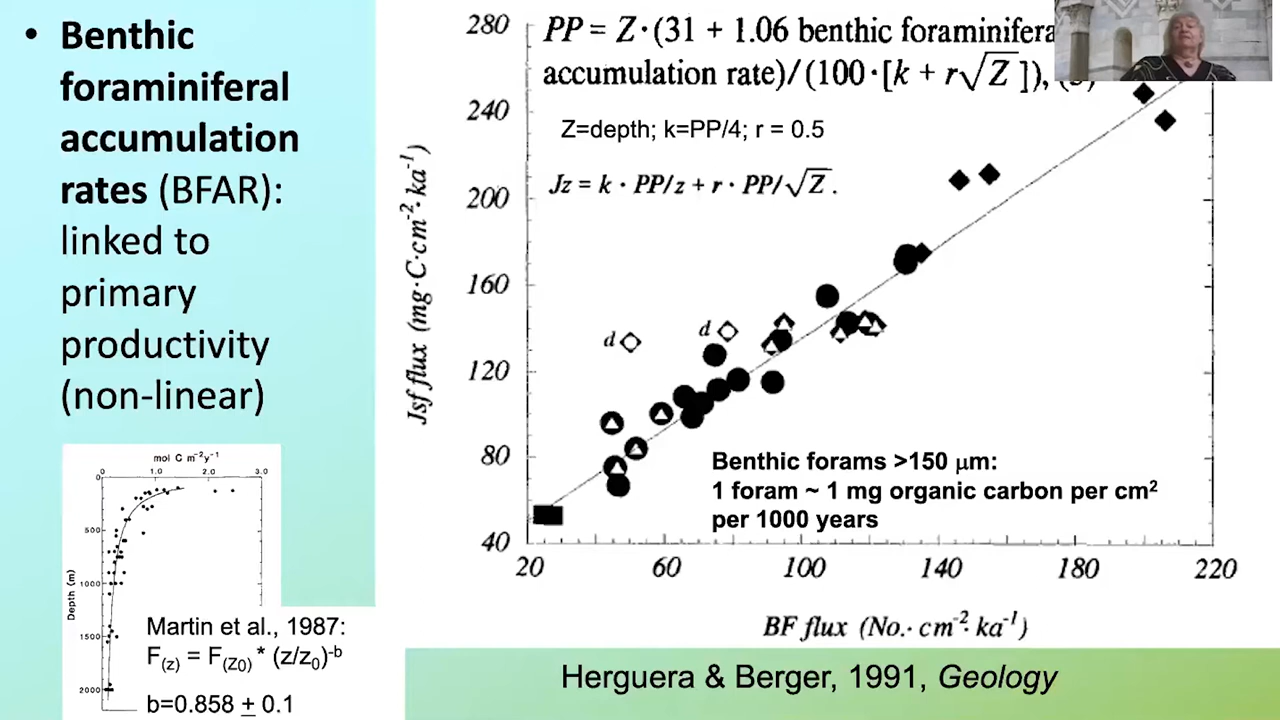 • Benthic
foraminiferal
accumulation
rates (BFAR):
linked to
primary
productivity
(non-linear)
mol C m⁻²y⁻¹
0 1.0 2.0 3.0
0
500
1000
1500
2000
Depth (m)
Martin et al., 1987:
F(z) = F(Z0) * (z/z₀)⁻ᵇ
b=0.858 ± 0.1
PP = Z·(31 + 1.06 benthic foraminifera
accumulation rate)/(100·[k + r√Z]),
Z=depth; k=PP/4; r = 0.5
Jz = k · PP/z + r · PP/√Z.
280
240
200
160
120
80
40
Jsf flux (mg·C·cm⁻²·ka⁻¹)
d
d
Benthic forams >150 μm:
1 foram ~ 1 mg organic carbon per cm²
per 1000 years
20 60 100 140 180 220
BF flux (No.· cm⁻²· ka⁻¹)
Herguera & Berger, 1991, Geology